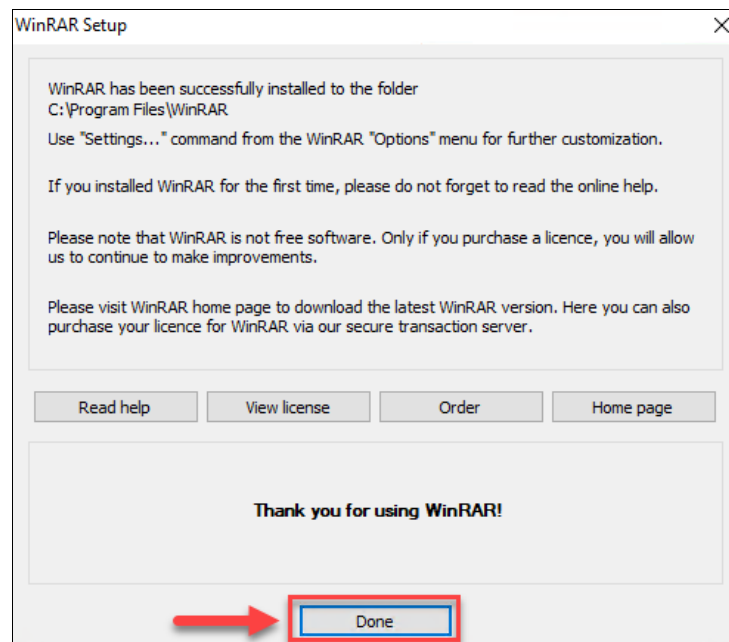 WinRAR Setup
WinRAR has been successfully installed to the folder
C:\Program Files\WinRAR
Use "Settings..." command from the WinRAR "Options" menu for further customization.
If you installed WinRAR for the first time, please do not forget to read the online help.
Please note that WinRAR is not free software. Only if you purchase a licence, you will allow
us to continue to make improvements.
Please visit WinRAR home page to download the latest WinRAR version. Here you can also
purchase your licence for WinRAR via our secure transaction server.
Read help
View license
Order
Home page
Thank you for using WinRAR!
Done